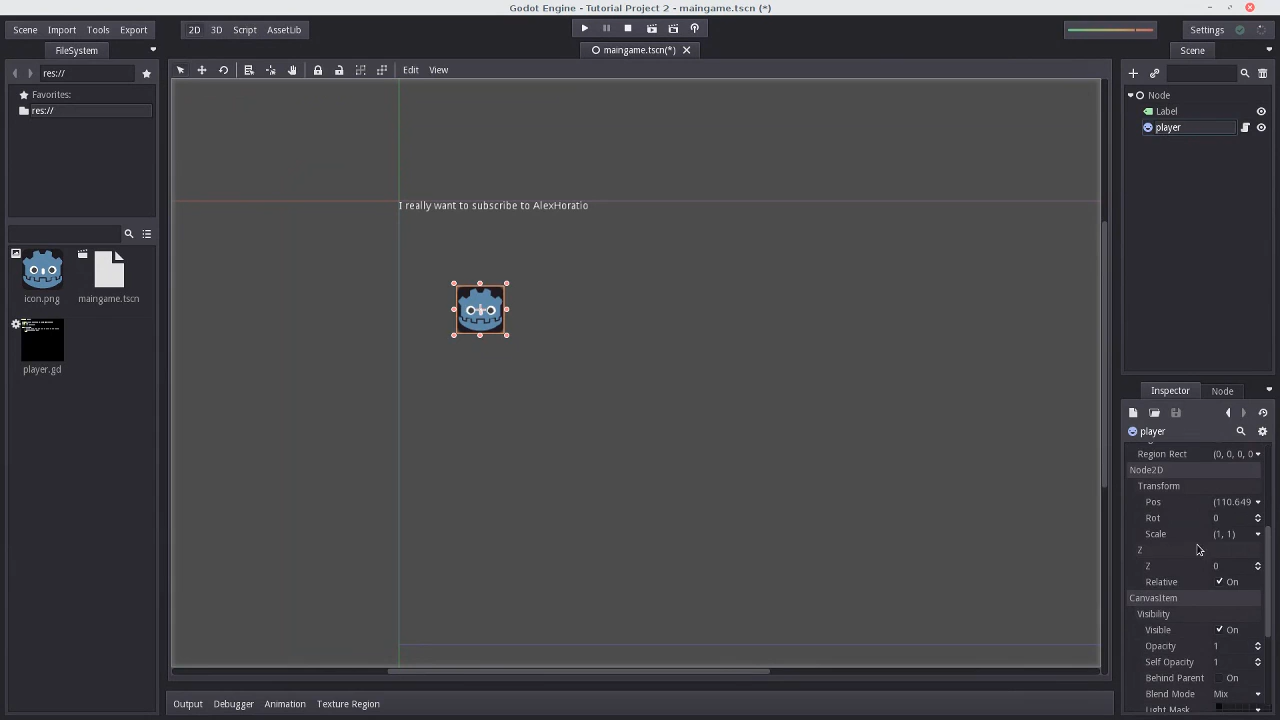 Godot Engine - Tutorial Project 2 - maingame.tscn (*)
Scene Import Tools Export 2D 3D Script AssetLib Settings
FileSystem maingame.tscn(*) Scene
res:// Edit View
Favorites:
res://
Node
Label
player
I really want to subscribe to AlexHoratio
icon.png maingame.tscn
player.gd
Inspector Node
player
Region Rect (0, 0, 0, 0
Node2D
Transform
Pos (110.649
Rot 0
Scale (1, 1)
Z
Z 0
Relative On
CanvasItem
Visibility
Visible On
Opacity 1
Self Opacity 1
Behind Parent On
Blend Mode Mix
Light Mask
Output Debugger Animation Texture Region